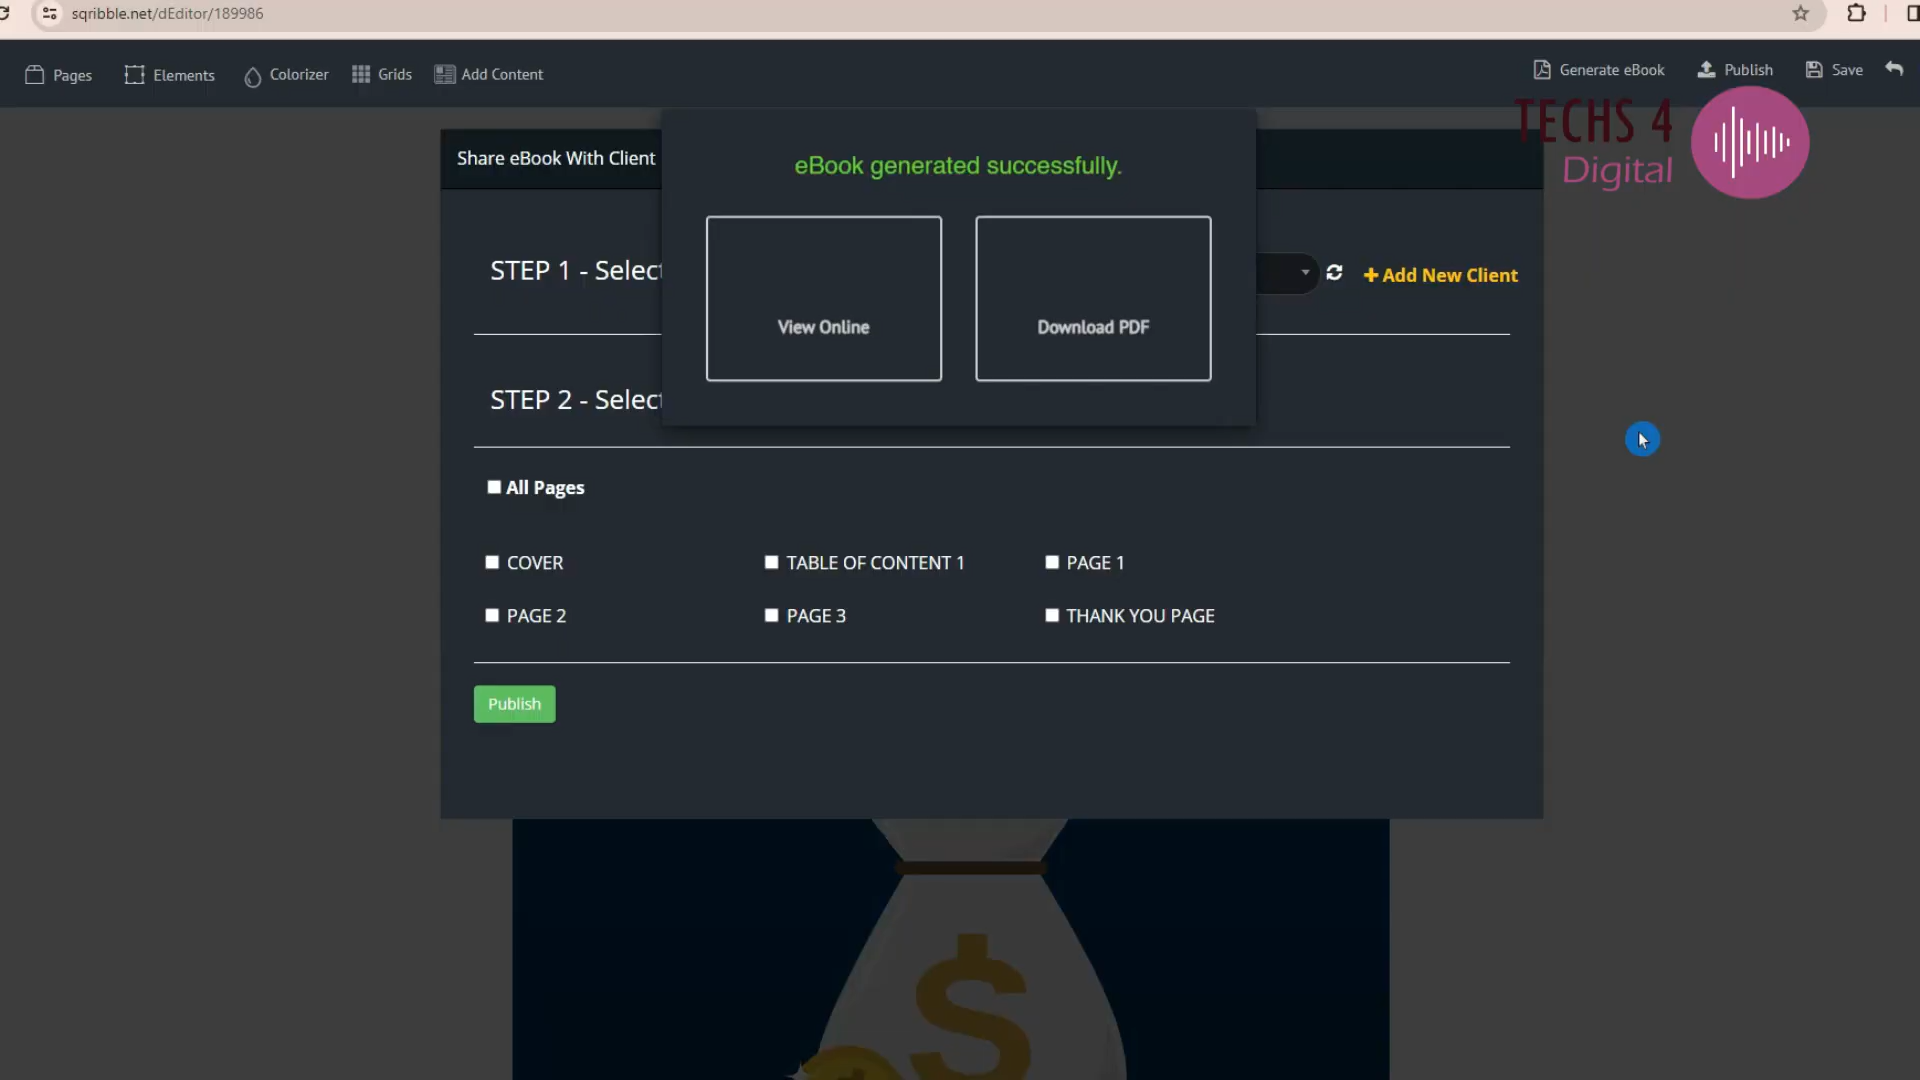 sqribble.net/dEditor/189986
Pages
Elements
Colorizer
Grids
Add Content
Generate eBook
Publish
Save
TECHS 4
Digital
Share eBook With Client
eBook generated successfully.
View Online
Download PDF
STEP 1 - Select
Add New Client
STEP 2 - Select
All Pages
COVER
TABLE OF CONTENT 1
PAGE 1
PAGE 2
PAGE 3
THANK YOU PAGE
Publish
$